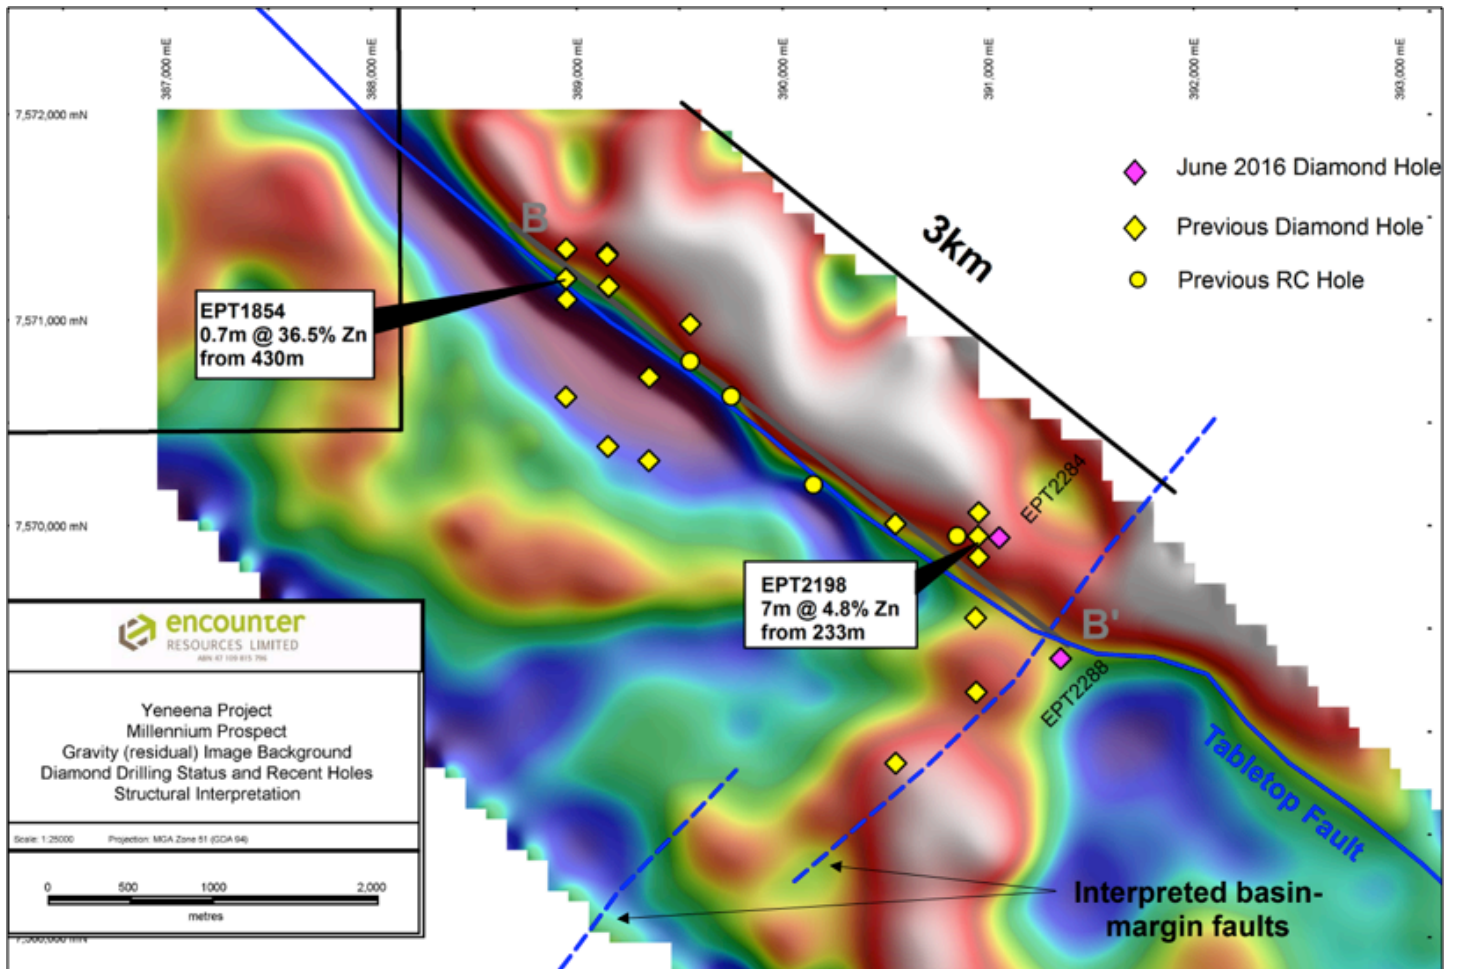 387,000 mE
388,000 mE
389,000 mE
390,000 mE
391,000 mE
392,000 mE
393,000 mE
7,572,000 mN
7,571,000 mN
7,570,000 mN
3km
June 2016 Diamond Hole
Previous Diamond Hole
Previous RC Hole
B
EPT1854
0.7m @ 36.5% Zn
from 430m
EPT2284
EPT2198
7m @ 4.8% Zn
from 233m
B'
EPT2288
Tabletop Fault
Interpreted basin-
margin faults
encounter
RESOURCES LIMITED
ABN 47 109 815 796
Yeneena Project
Millennium Prospect
Gravity (residual) Image Background
Diamond Drilling Status and Recent Holes
Structural Interpretation
Scale: 1:25000 Projection: MGA Zone 51 (GDA 94)
0 500 1000 2,000
metres